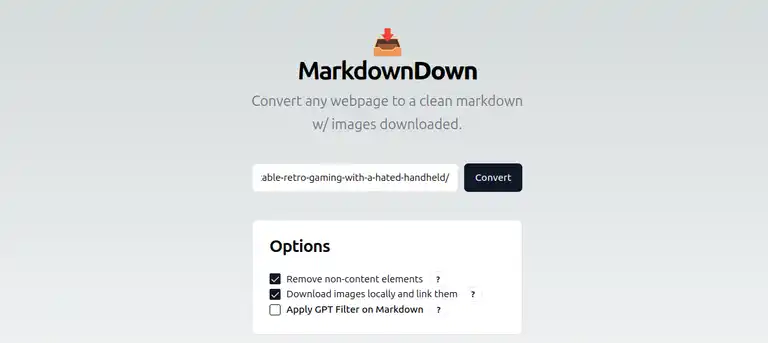 MarkdownDown
Convert any webpage to a clean markdown
w/ images downloaded.
able-retro-gaming-with-a-hated-handheld/
Convert
Options
Remove non-content elements ?
Download images locally and link them ?
Apply GPT Filter on Markdown ?